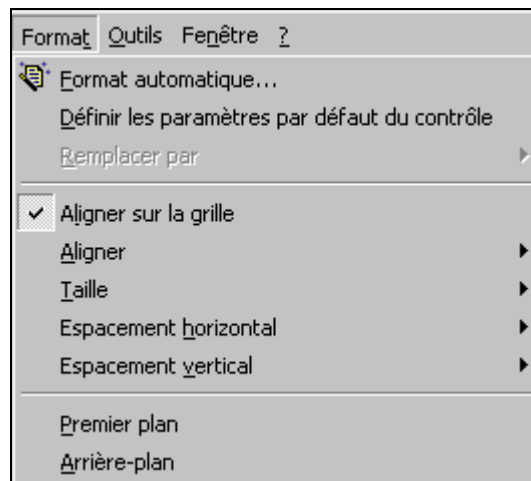 Format Outils Fenêtre ?
Format automatique...
Définir les paramètres par défaut du contrôle
Remplacer par
Aligner sur la grille
Aligner
Taille
Espacement horizontal
Espacement vertical
Premier plan
Arrière-plan